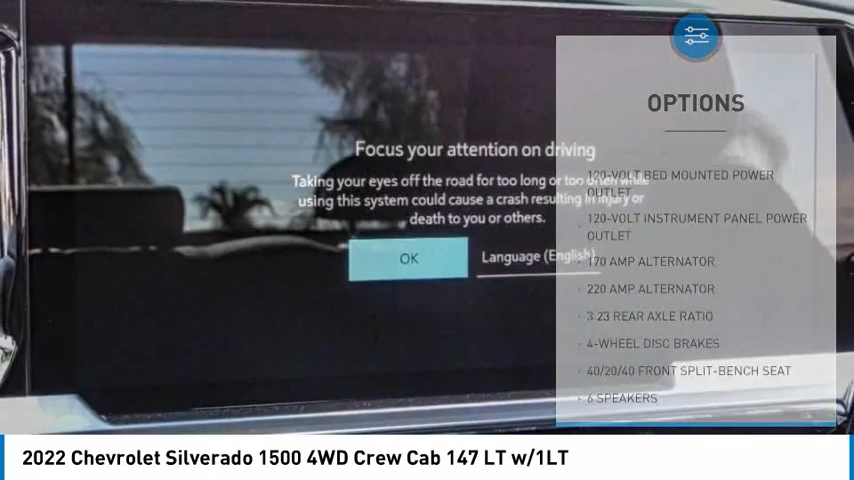 Focus your attention on driving
Taking your eyes off the road for too long or too often while
using this system could cause a crash resulting in injury or
death to you or others.
OK
Language (English)
OPTIONS
120-VOLT BED MOUNTED POWER
OUTLET
120-VOLT INSTRUMENT PANEL POWER
OUTLET
170 AMP ALTERNATOR
220 AMP ALTERNATOR
3.23 REAR AXLE RATIO
4-WHEEL DISC BRAKES
40/20/40 FRONT SPLIT-BENCH SEAT
6 SPEAKERS
2022 Chevrolet Silverado 1500 4WD Crew Cab 147 LT w/1LT